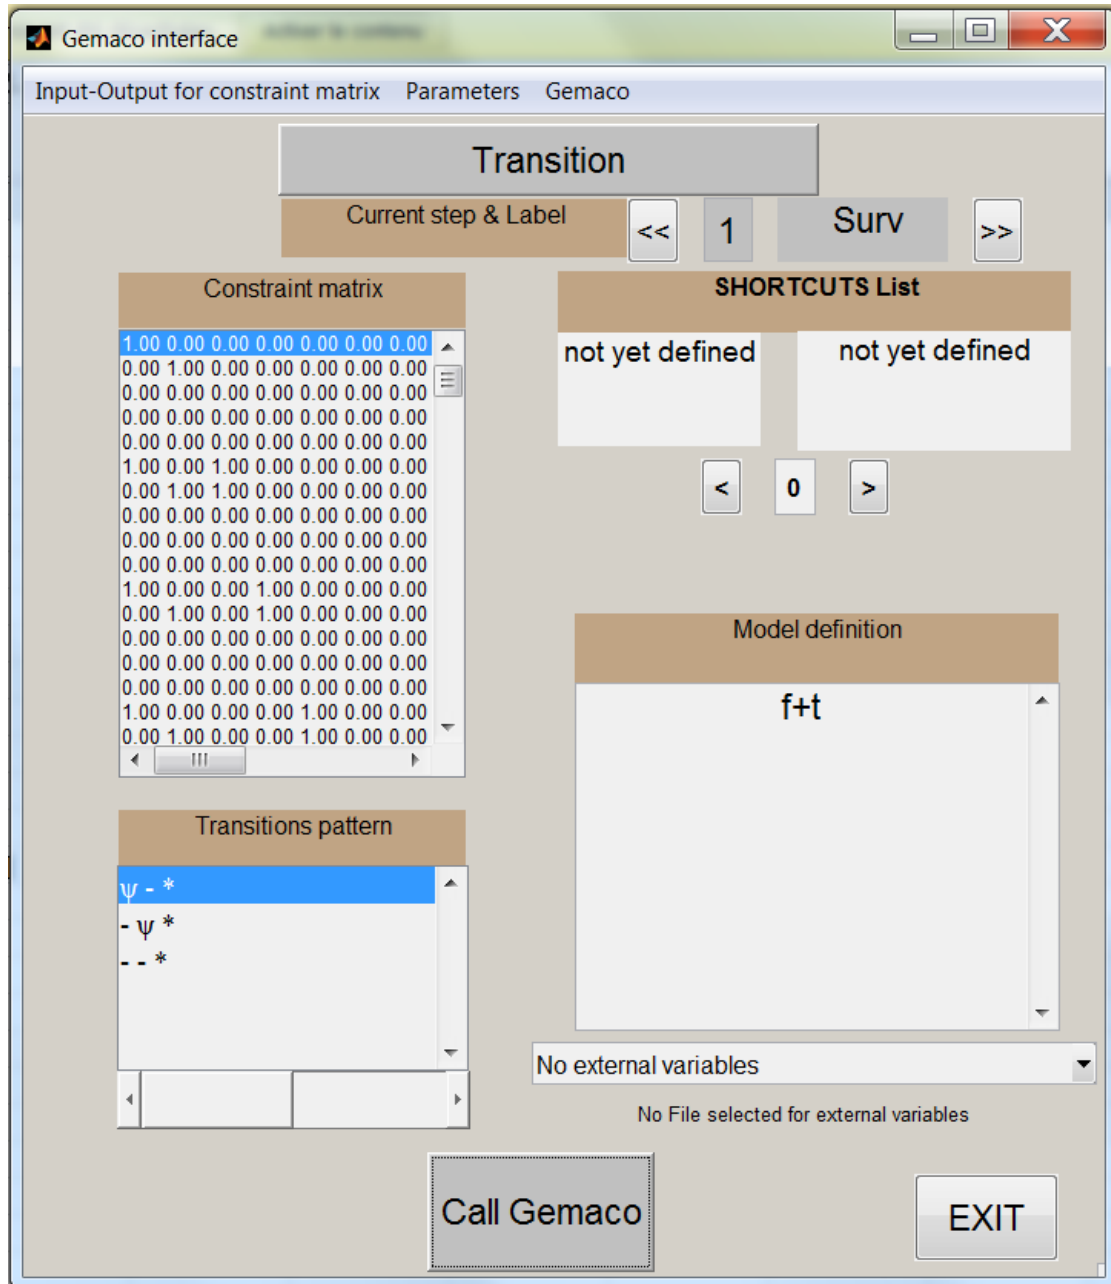 Gemaco interface
Input-Output for constraint matrix Parameters Gemaco
Transition
Current step & Label << 1 Surv >>
Constraint matrix
1.00 0.00 0.00 0.00 0.00 0.00 0.00
0.00 1.00 0.00 0.00 0.00 0.00 0.00
0.00 0.00 0.00 0.00 0.00 0.00 0.00
0.00 0.00 0.00 0.00 0.00 0.00 0.00
0.00 0.00 0.00 0.00 0.00 0.00 0.00
1.00 0.00 1.00 0.00 0.00 0.00 0.00
0.00 1.00 1.00 0.00 0.00 0.00 0.00
0.00 0.00 0.00 0.00 0.00 0.00 0.00
0.00 0.00 0.00 0.00 0.00 0.00 0.00
0.00 0.00 0.00 0.00 0.00 0.00 0.00
1.00 0.00 0.00 1.00 0.00 0.00 0.00
0.00 1.00 0.00 1.00 0.00 0.00 0.00
0.00 0.00 0.00 0.00 0.00 0.00 0.00
0.00 0.00 0.00 0.00 0.00 0.00 0.00
0.00 0.00 0.00 0.00 0.00 0.00 0.00
1.00 0.00 0.00 0.00 1.00 0.00 0.00
0.00 1.00 0.00 0.00 1.00 0.00 0.00
SHORTCUTS List
not yet defined not yet defined
< 0 >
Model definition
f+t
Transitions pattern
ψ - *
- ψ *
- - *
No external variables
No File selected for external variables
Call Gemaco
EXIT